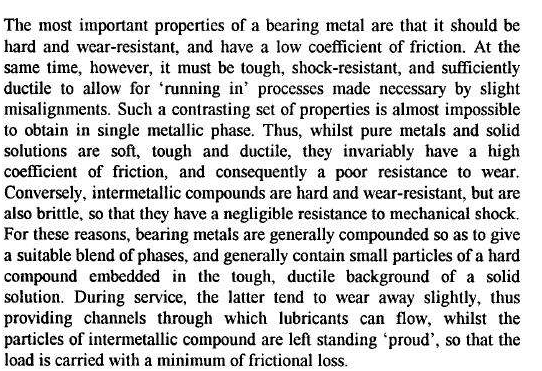 The most important properties of a bearing metal are that it should be
hard and wear-resistant, and have a low coefficient of friction. At the
same time, however, it must be tough, shock-resistant, and sufficiently
ductile to allow for ‘running in’ processes made necessary by slight
misalignments. Such a contrasting set of properties is almost impossible
to obtain in single metallic phase. Thus, whilst pure metals and solid
solutions are soft, tough and ductile, they invariably have a high
coefficient of friction, and consequently a poor resistance to wear.
Conversely, intermetallic compounds are hard and wear-resistant, but are
also brittle, so that they have a negligible resistance to mechanical shock.
For these reasons, bearing metals are generally compounded so as to give
a suitable blend of phases, and generally contain small particles of a hard
compound embedded in the tough, ductile background of a solid
solution. During service, the latter tend to wear away slightly, thus
providing channels through which lubricants can flow, whilst the
particles of intermetallic compound are left standing ‘proud’, so that the
load is carried with a minimum of frictional loss.